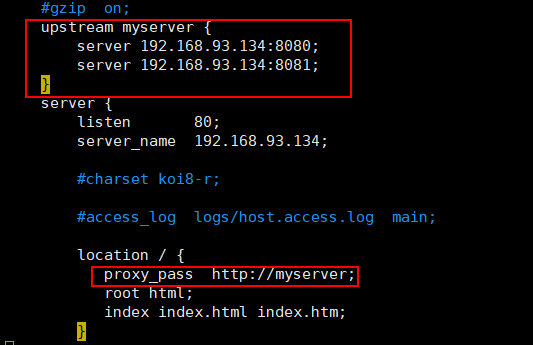 #gzip  on;
upstream myserver {
    server 192.168.93.134:8080;
    server 192.168.93.134:8081;
}
server {
    listen       80;
    server_name  192.168.93.134;
    #charset koi8-r;
    #access_log  logs/host.access.log  main;
    location / {
       proxy_pass  http://myserver;
       root html;
       index index.html index.htm;
    }